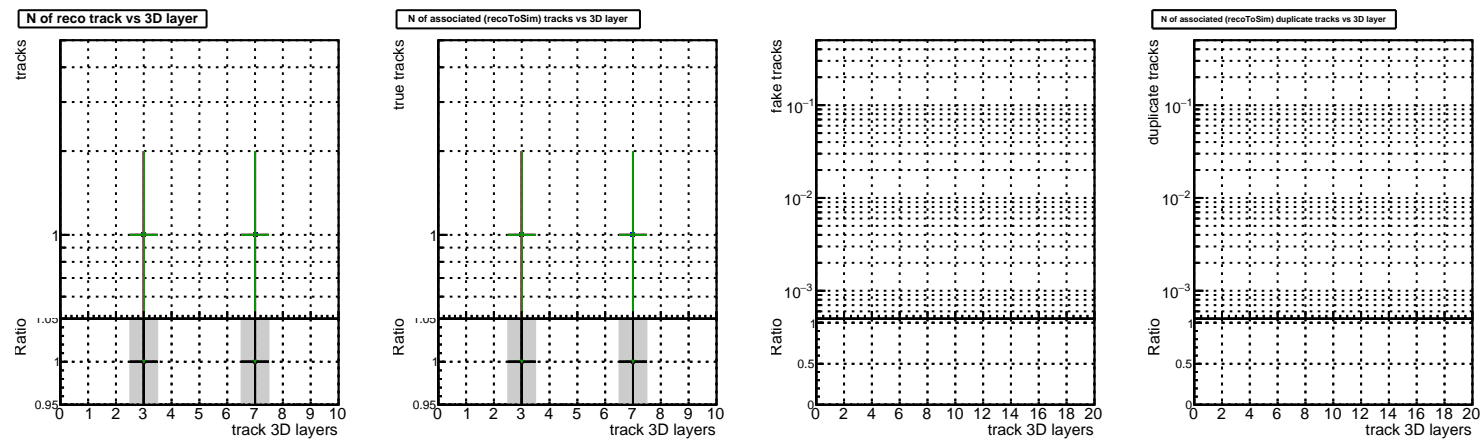 N of reco track vs 3D layer
tracks
1
Ratio
1.05
1
0.95
0 1 2 3 4 5 6 7 8 9 10
track 3D layers
N of associated (recoToSim) tracks vs 3D layer
true tracks
1
Ratio
1.05
1
0.95
0 1 2 3 4 5 6 7 8 9 10
track 3D layers
fake tracks
10⁻¹
10⁻²
10⁻³
Ratio
1
0.5
0
0 2 4 6 8 10 12 14 16 18 20
track 3D layers
N of associated (recoToSim) duplicate tracks vs 3D layer
duplicate tracks
10⁻¹
10⁻²
10⁻³
Ratio
1
0.5
0
0 2 4 6 8 10 12 14 16 18 20
track 3D layers